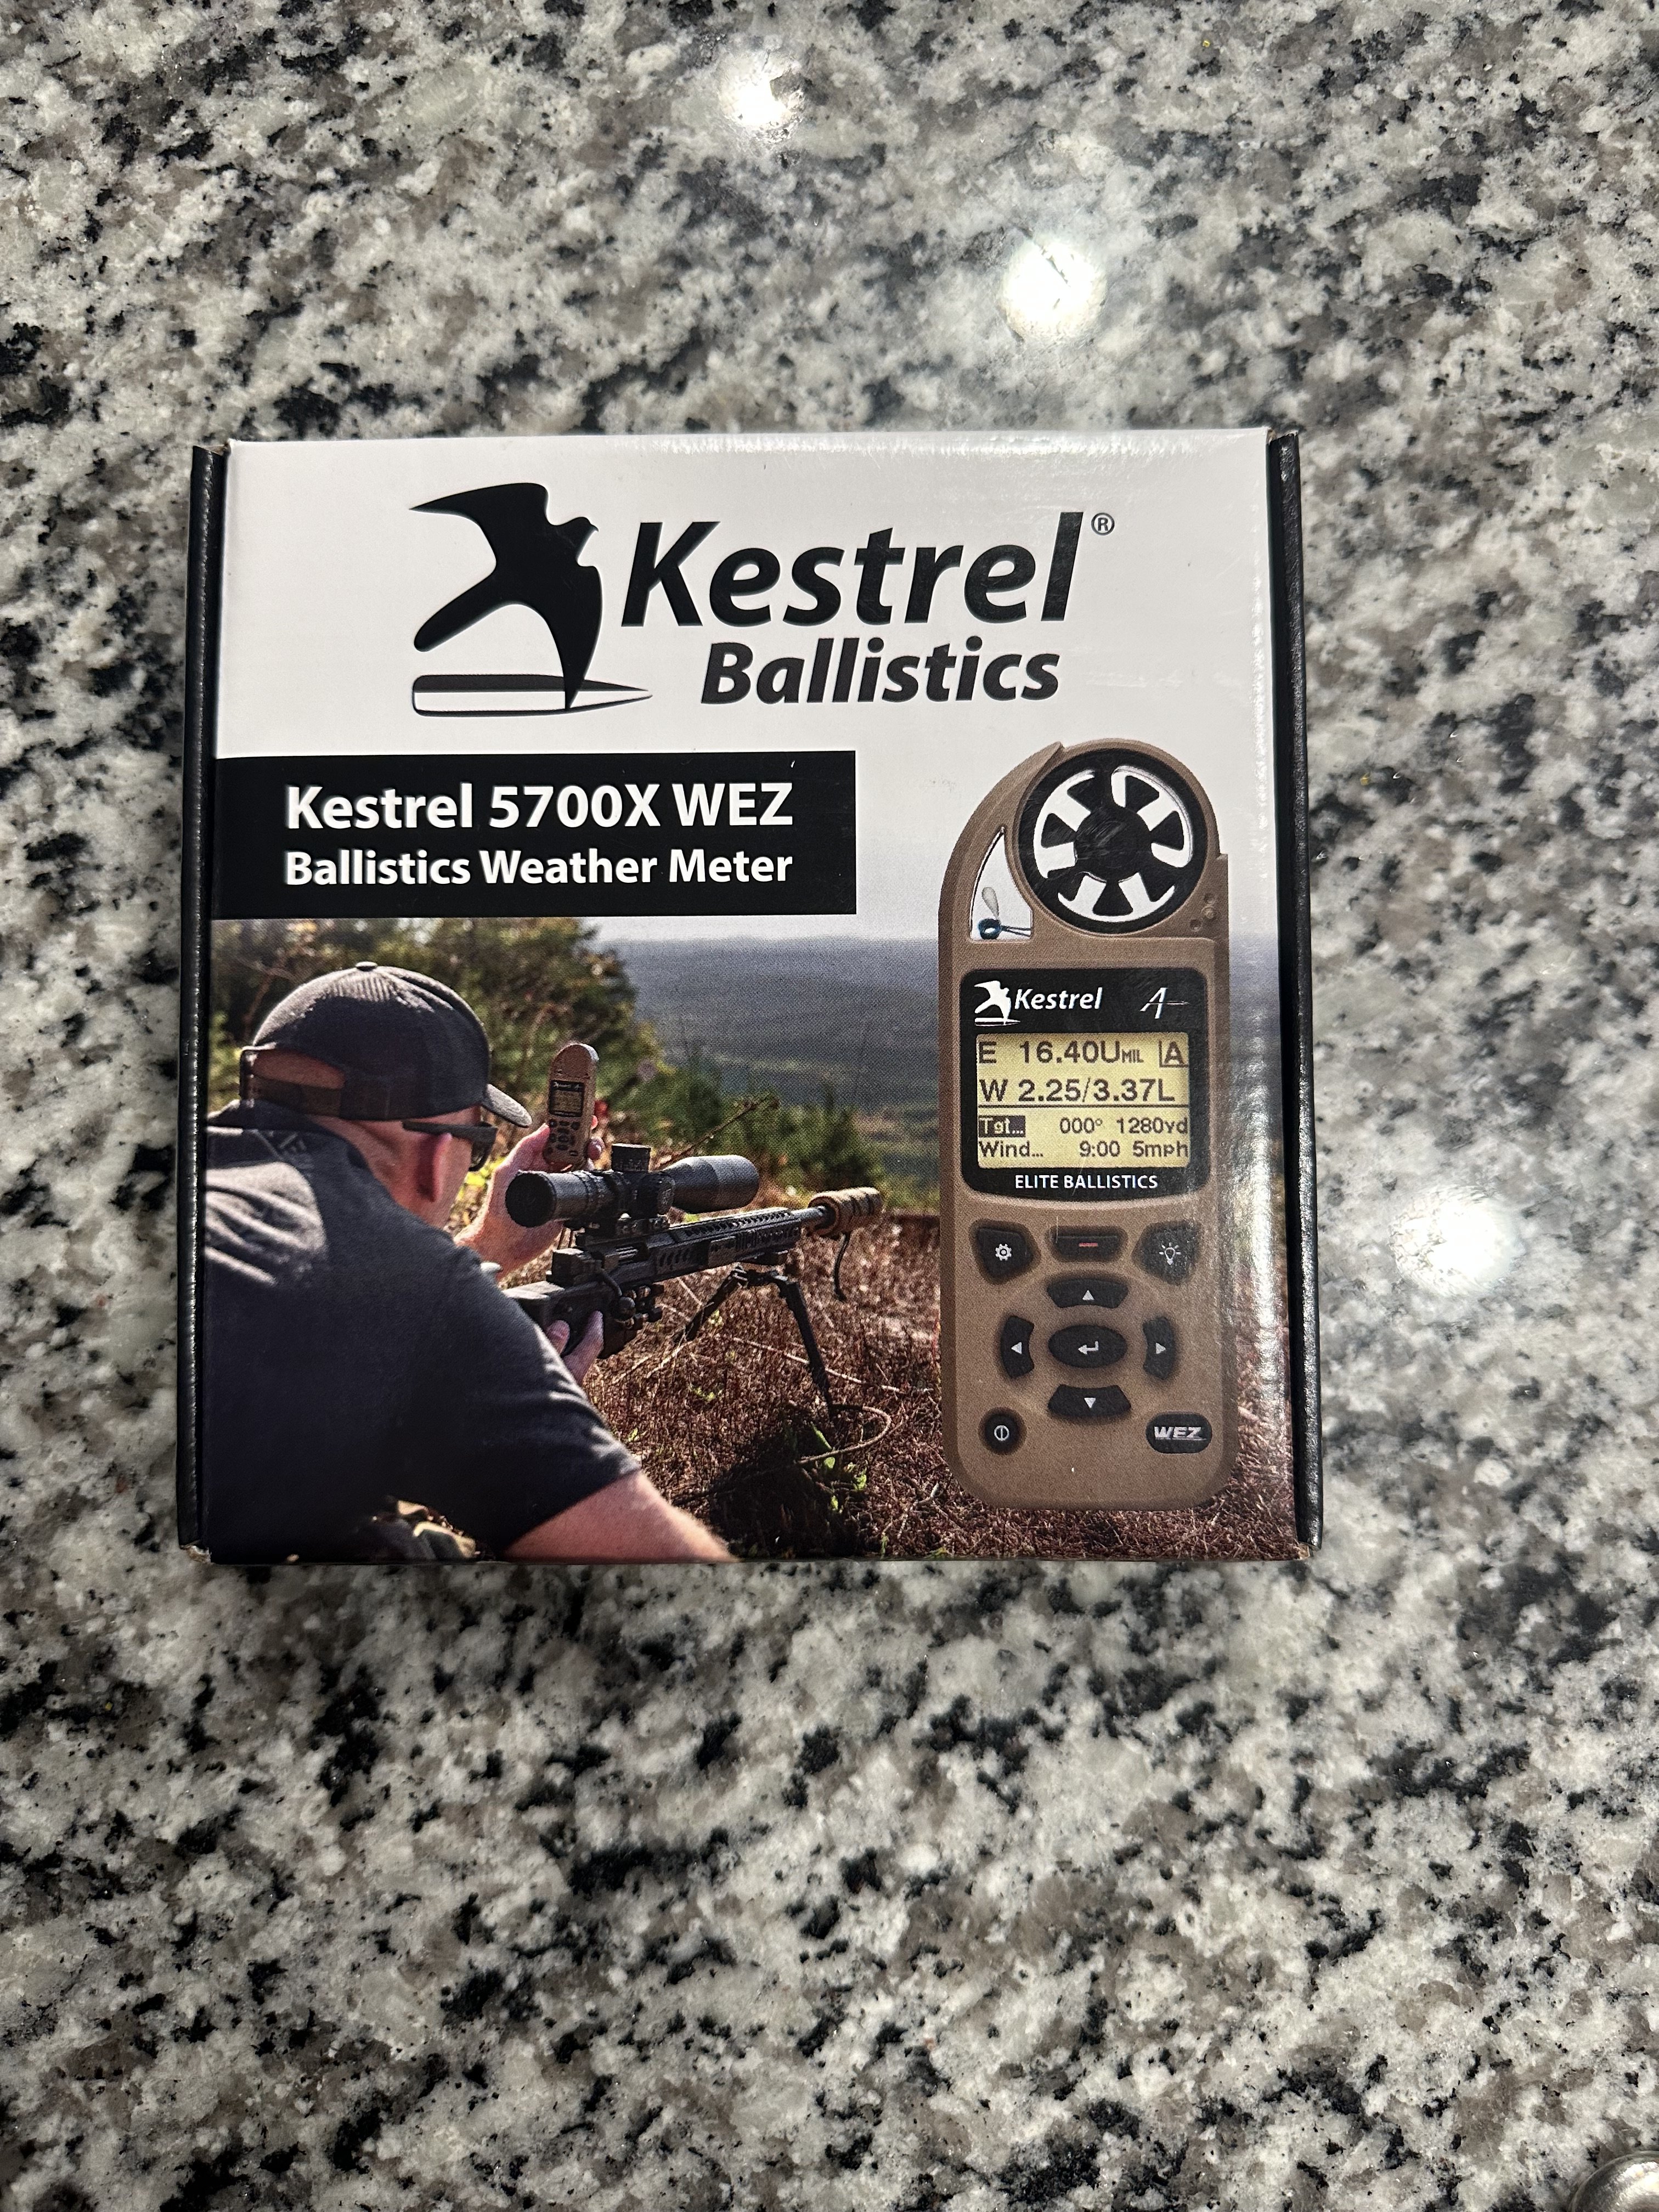 Kestrel®
Ballistics
Kestrel 5700X WEZ
Ballistics Weather Meter
Kestrel A
E 16.40UMIL A
W 2.25/3.37L
Tgt... 000° 1280yd
Wind... 9:00 5mph
ELITE BALLISTICS
WEZ